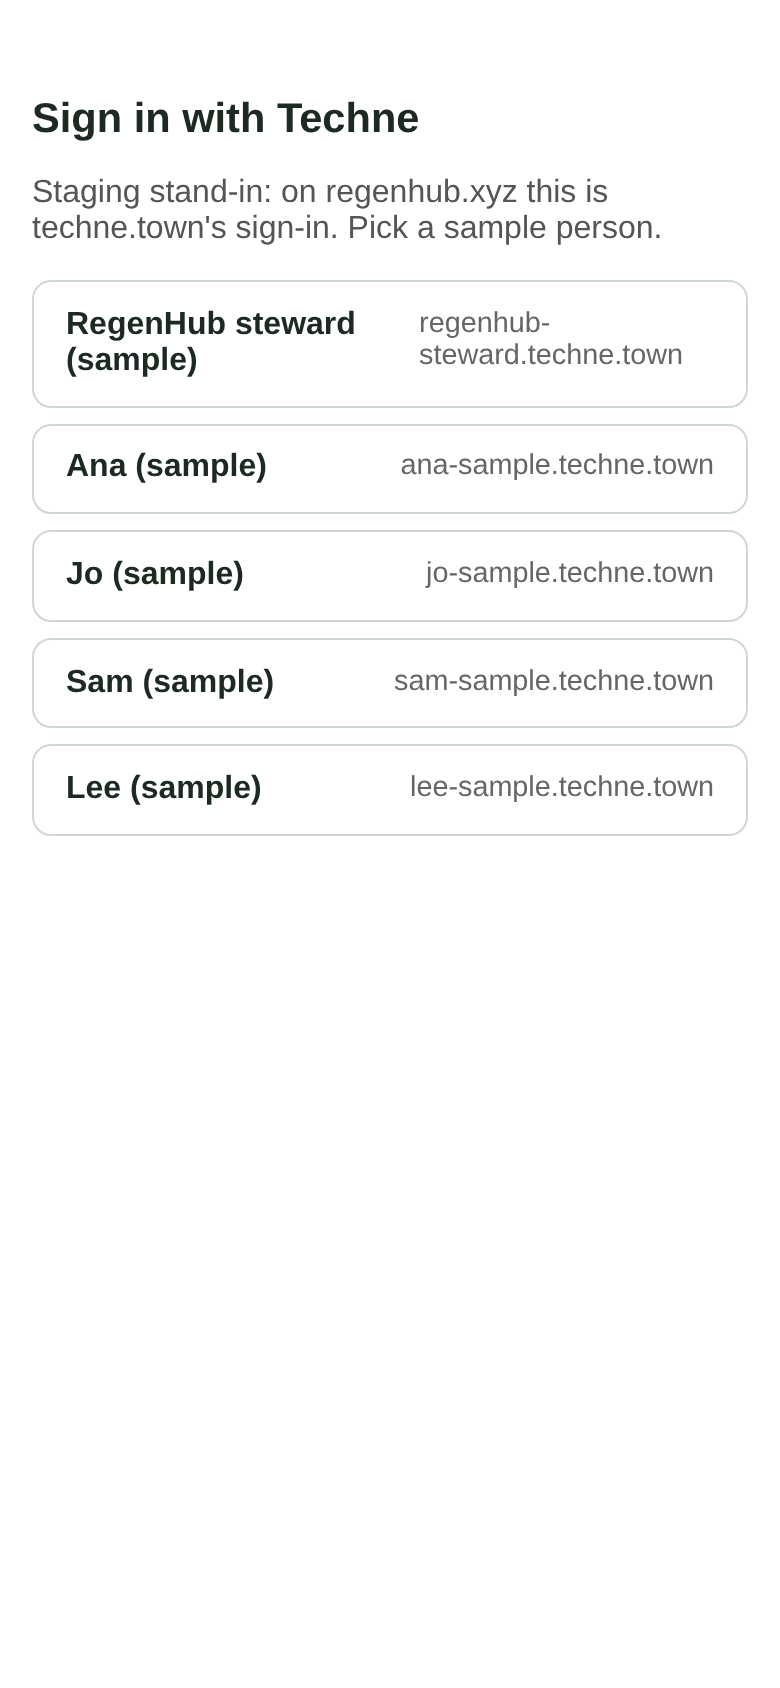 Sign in with Techne
Staging stand-in: on regenhub.xyz this is
techne.town's sign-in. Pick a sample person.
RegenHub steward
(sample)
regenhub-
steward.techne.town
Ana (sample)
ana-sample.techne.town
Jo (sample)
jo-sample.techne.town
Sam (sample)
sam-sample.techne.town
Lee (sample)
lee-sample.techne.town